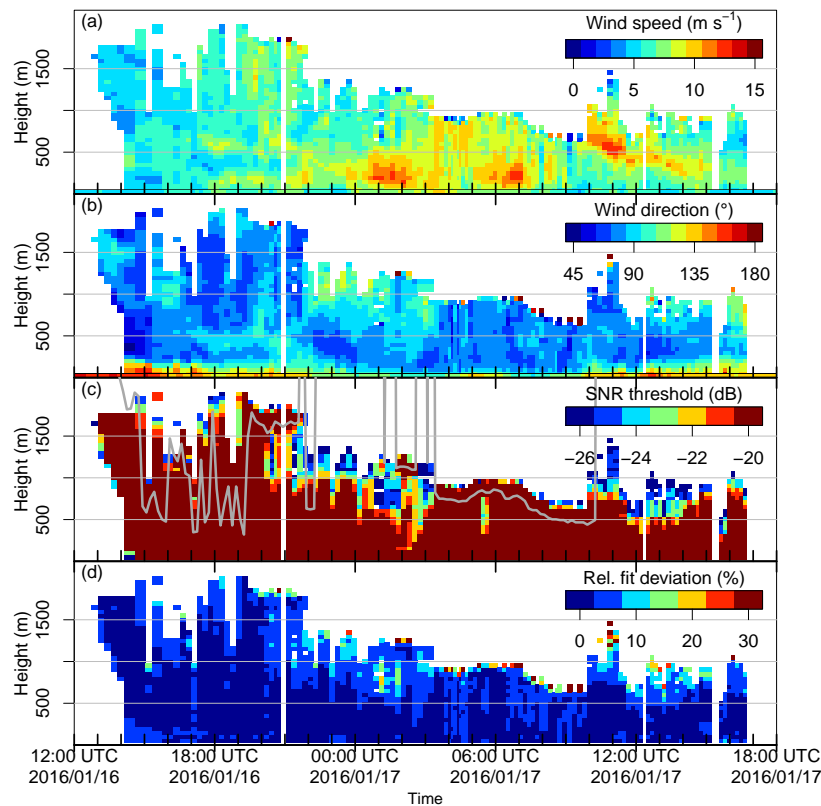 (a)
Wind speed (m s⁻¹)
0 5 10 15
Height (m)
500 1500
(b)
Wind direction (°)
45 90 135 180
Height (m)
500 1500
(c)
SNR threshold (dB)
−26 −24 −22 −20
Height (m)
500 1500
(d)
Rel. fit deviation (%)
0 10 20 30
Height (m)
500 1500
12:00 UTC 18:00 UTC 00:00 UTC 06:00 UTC 12:00 UTC 18:00 UTC
2016/01/16 2016/01/16 2016/01/17 2016/01/17 2016/01/17 2016/01/17
Time